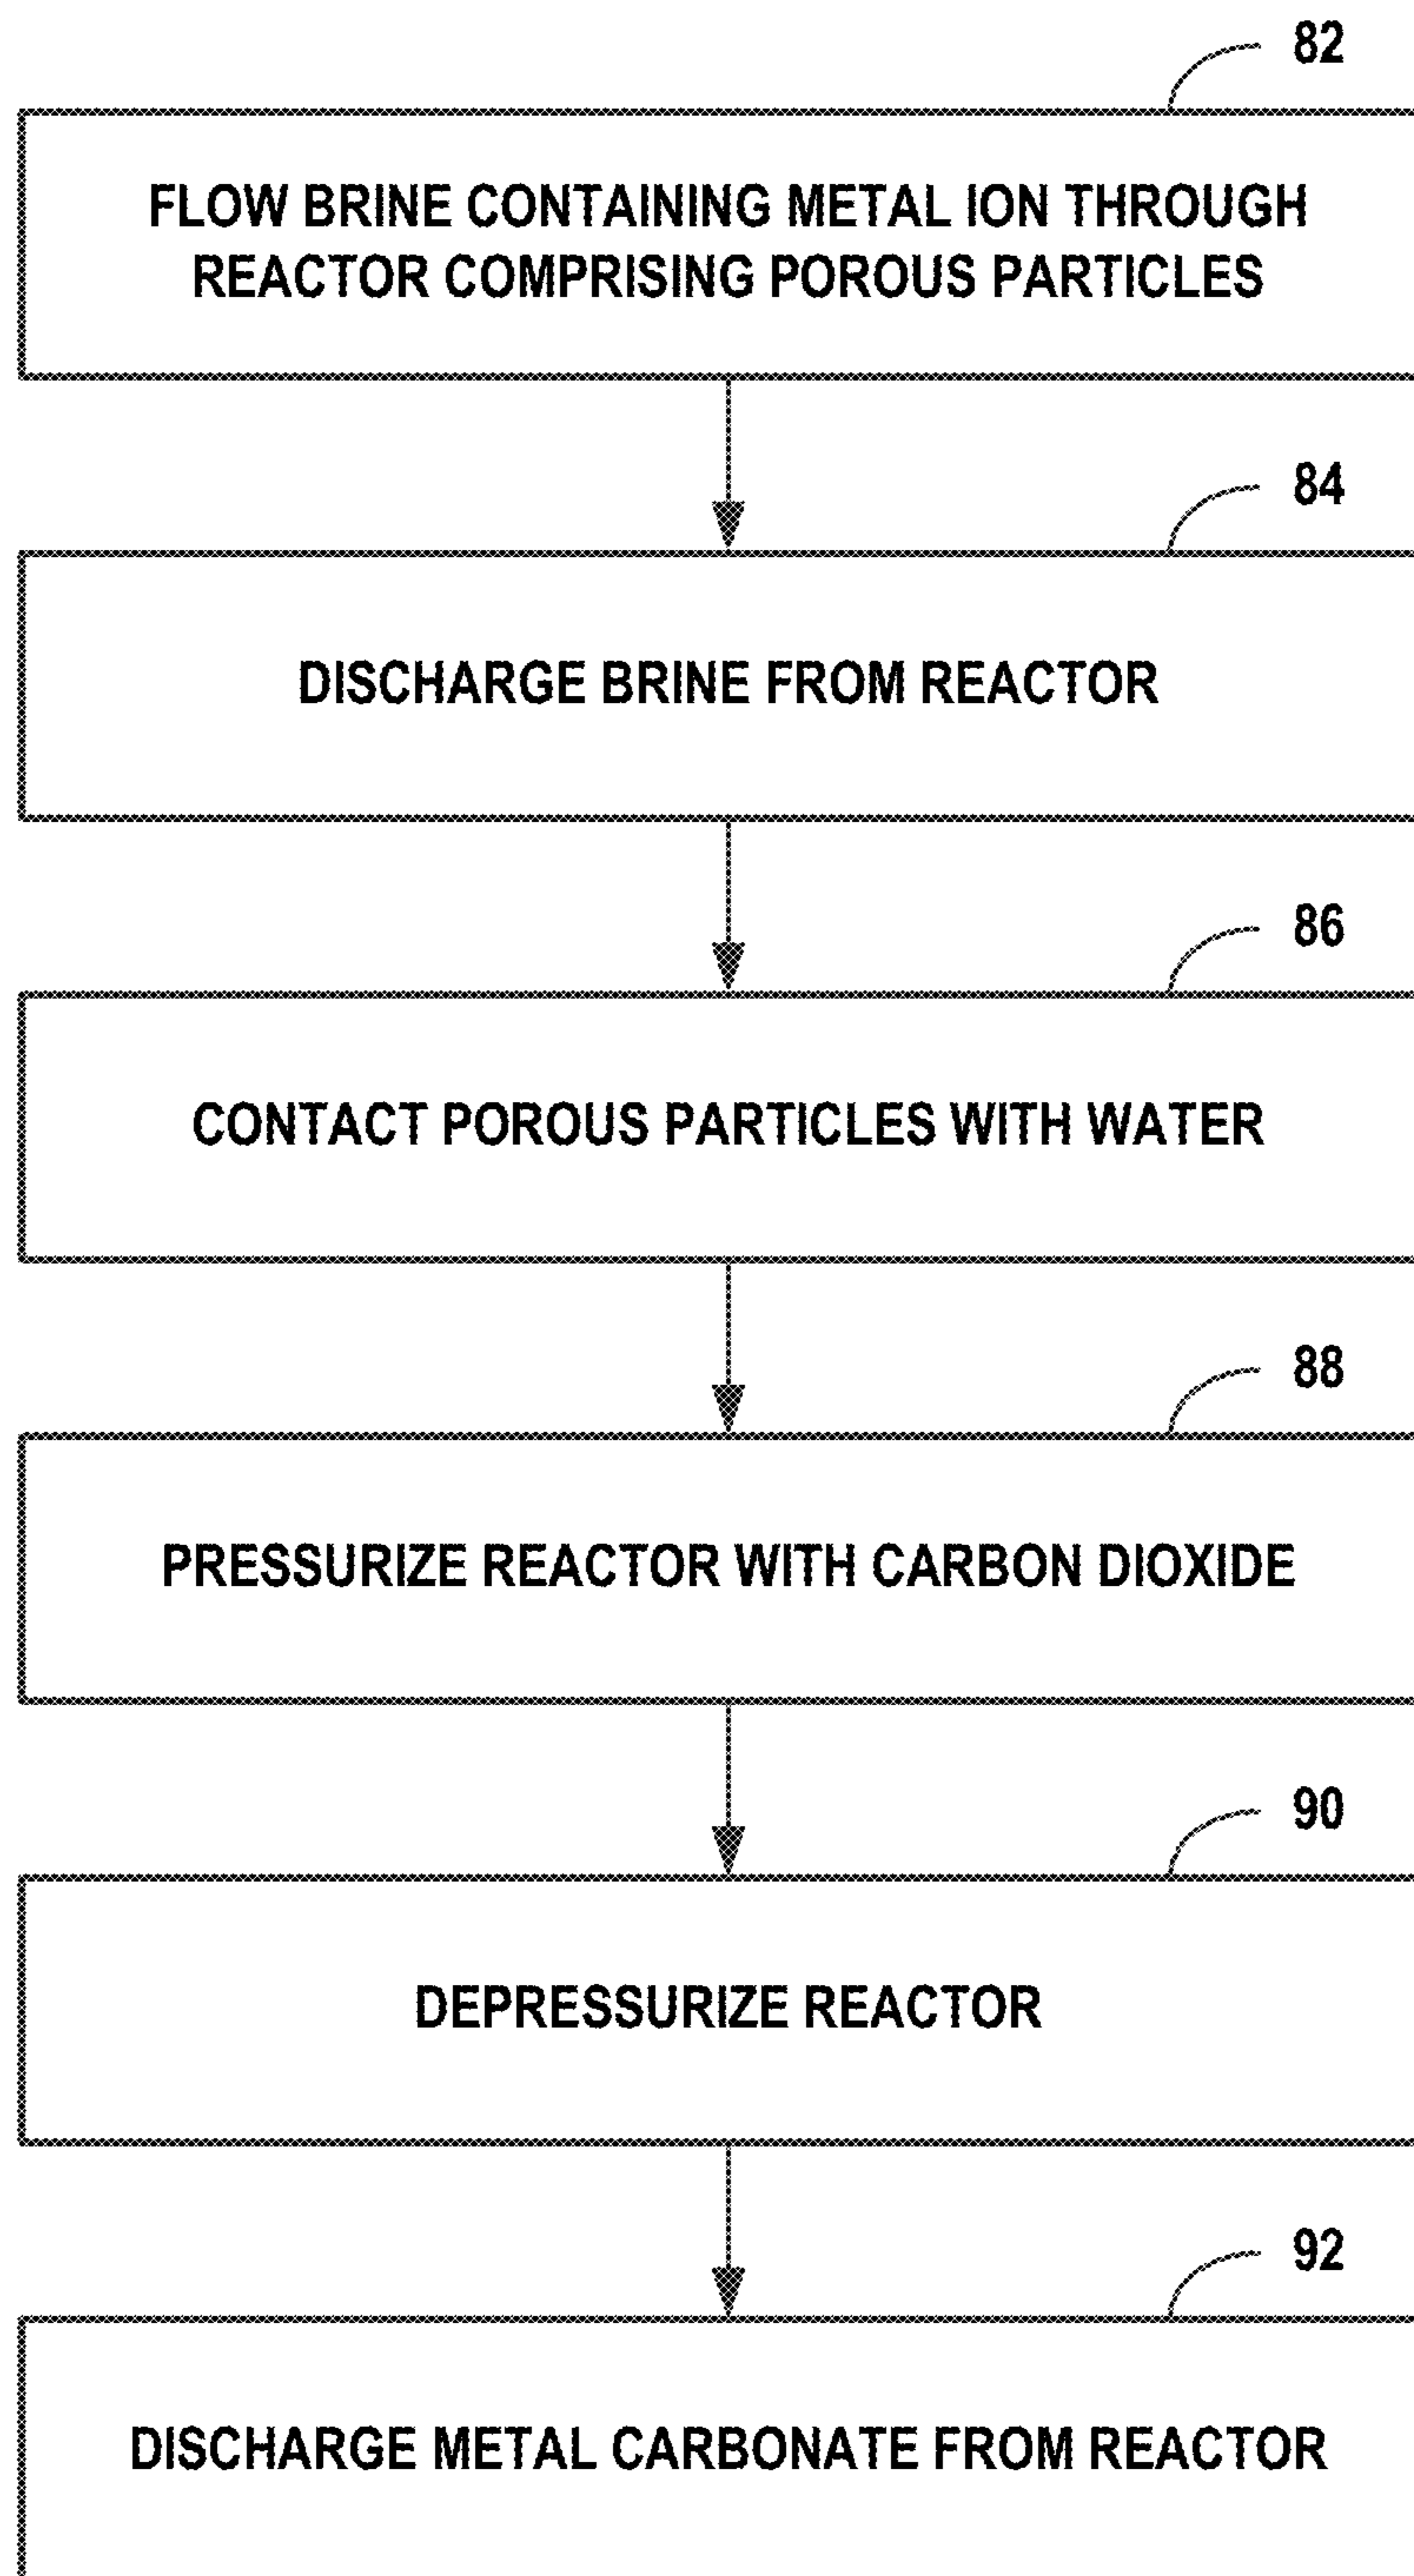 82
FLOW BRINE CONTAINING METAL ION THROUGH
REACTOR COMPRISING POROUS PARTICLES
84
DISCHARGE BRINE FROM REACTOR
86
CONTACT POROUS PARTICLES WITH WATER
88
PRESSURIZE REACTOR WITH CARBON DIOXIDE
90
DEPRESSURIZE REACTOR
92
DISCHARGE METAL CARBONATE FROM REACTOR